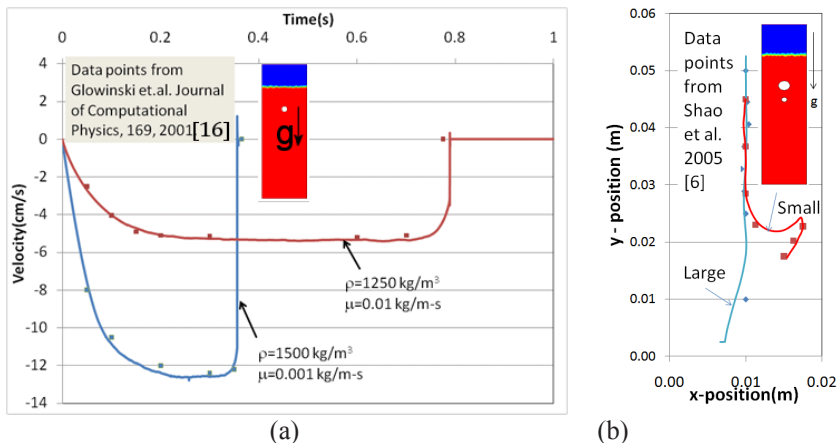 Time(s)
0
0.2
0.4
0.6
0.8
1
4
2
0
-2
-4
-6
-8
-10
-12
-14
Velocity(cm/s)
Data points from
Glowinski et.al. Journal
of Computational
Physics, 169, 2001[16]
g
ρ=1250 kg/m³
μ=0.01 kg/m-s
ρ=1500 kg/m³
μ=0.001 kg/m-s
(a)
0.06
0.05
0.04
0.03
0.02
0.01
0.00
y - position (m)
Data
points
from
Shao et
al.
2005
[6]
g
Small
Large
0.00
0.01
0.02
x-position(m)
(b)